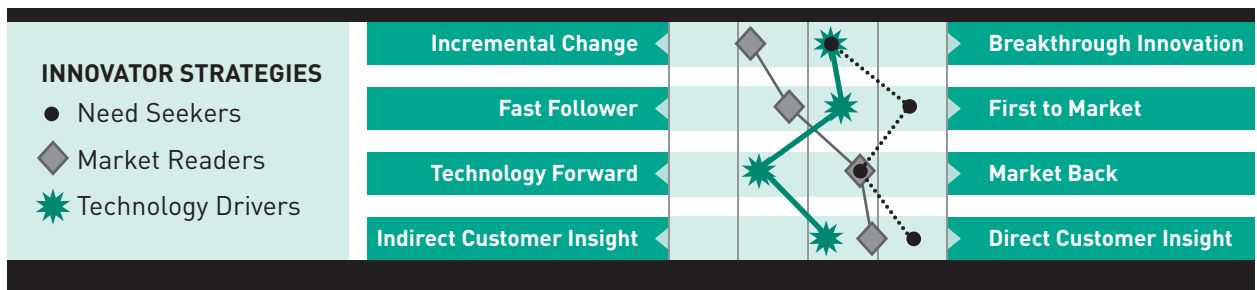 INNOVATOR STRATEGIES
Need Seekers
Market Readers
Technology Drivers
Incremental Change
Breakthrough Innovation
Fast Follower
First to Market
Technology Forward
Market Back
Indirect Customer Insight
Direct Customer Insight